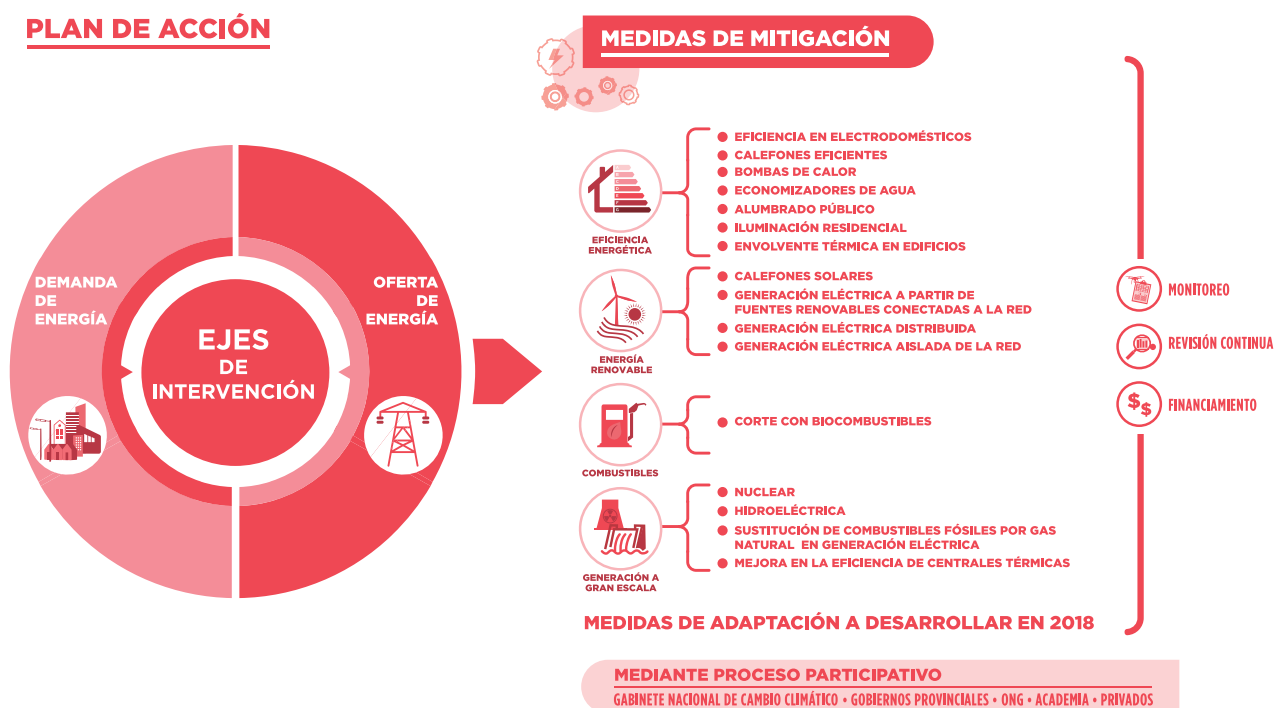 PLAN DE ACCIÓN
DEMANDA
DE
ENERGÍA
OFERTA
DE
ENERGÍA
EJES
DE
INTERVENCIÓN
MEDIDAS DE MITIGACIÓN
EFICIENCIA
ENERGÉTICA
EFICIENCIA EN ELECTRODOMÉSTICOS
CALEFONES EFICIENTES
BOMBAS DE CALOR
ECONOMIZADORES DE AGUA
ALUMBRADO PÚBLICO
ILUMINACIÓN RESIDENCIAL
ENVOLVENTE TÉRMICA EN EDIFICIOS
ENERGÍA
RENOVABLE
CALEFONES SOLARES
GENERACIÓN ELÉCTRICA A PARTIR DE
FUENTES RENOVABLES CONECTADAS A LA RED
GENERACIÓN ELÉCTRICA DISTRIBUIDA
GENERACIÓN ELÉCTRICA AISLADA DE LA RED
COMBUSTIBLES
CORTE CON BIOCOMBUSTIBLES
GENERACIÓN A
GRAN ESCALA
NUCLEAR
HIDROELÉCTRICA
SUSTITUCIÓN DE COMBUSTIBLES FÓSILES POR GAS
NATURAL EN GENERACIÓN ELÉCTRICA
MEJORA EN LA EFICIENCIA DE CENTRALES TÉRMICAS
MONITOREO
REVISIÓN CONTINUA
$$
FINANCIAMIENTO
MEDIDAS DE ADAPTACIÓN A DESARROLLAR EN 2018
MEDIANTE PROCESO PARTICIPATIVO
GABINETE NACIONAL DE CAMBIO CLIMÁTICO • GOBIERNOS PROVINCIALES • ONG • ACADEMIA • PRIVADOS